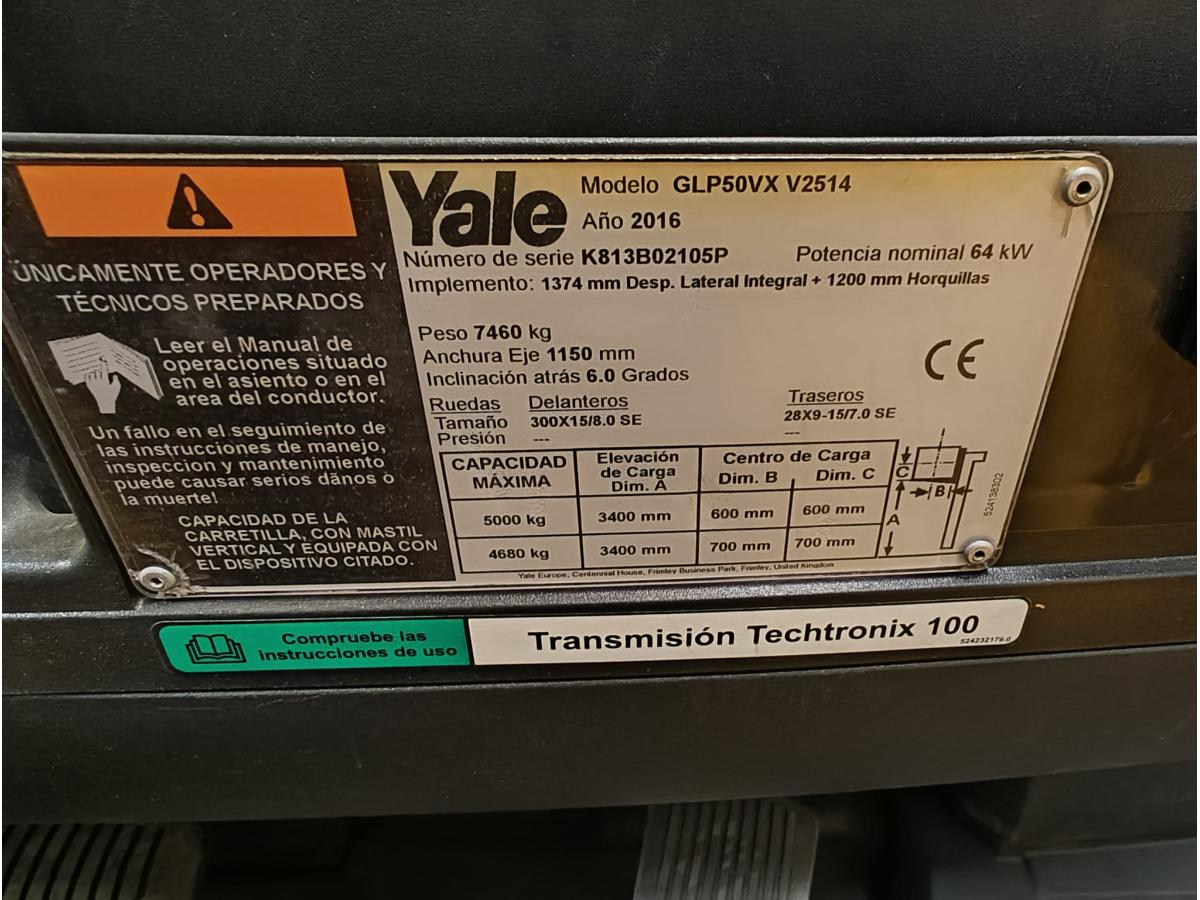 ÚNICAMENTE OPERADORES Y
TÉCNICOS PREPARADOS
Leer el Manual de
operaciones situado
en el asiento o en el
area del conductor.
Un fallo en el seguimiento de
las instrucciones de manejo,
inspeccion y mantenimiento
puede causar serios dãnos o
la muerte!
CAPACIDAD DE LA
CARRETILLA, CON MASTIL
VERTICAL Y EQUIPADA CON
EL DISPOSITIVO CITADO.
Yale
Modelo GLP50VX V2514
Año 2016
Número de serie K813B02105P Potencia nominal 64 kW
Implemento: 1374 mm Desp. Lateral Integral + 1200 mm Horquillas
Peso 7460 kg
Anchura Eje 1150 mm
Inclinación atrás 6.0 Grados
CE
Ruedas Delanteros Traseros
Tamaño 300X15/8.0 SE 28X9-15/7.0 SE
Presión --- ---
CAPACIDAD MÁXIMA Elevación de Carga Dim. A Centro de Carga Dim. B Dim. C
5000 kg 3400 mm 600 mm 600 mm
4680 kg 3400 mm 700 mm 700 mm
C
B
A
524138302
Yale Europe, Centennial House, Frimley Business Park, Frimley, United Kingdom
Compruebe las
instrucciones de uso
Transmisión Techtronix 100
524232179.0